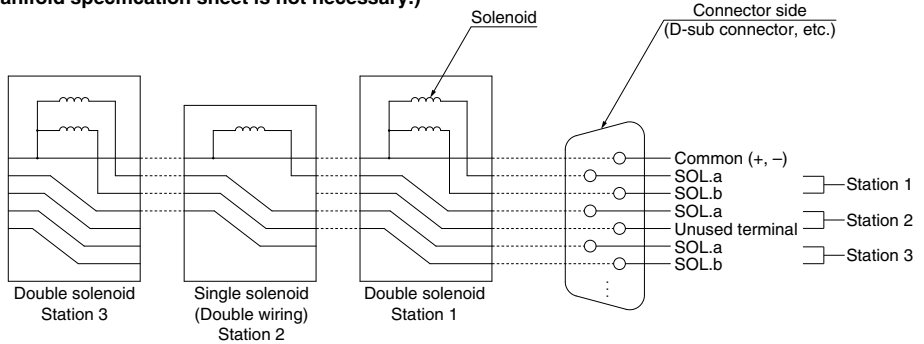 unifold specification sheet is not necessary.)
Solenoid
Connector side
(D-sub connector, etc.)
Common (+, –)
SOL.a
SOL.b
SOL.a
Unused terminal
SOL.a
SOL.b
Station 1
Station 2
Station 3
Double solenoid
Station 3
Single solenoid
(Double wiring)
Station 2
Double solenoid
Station 1